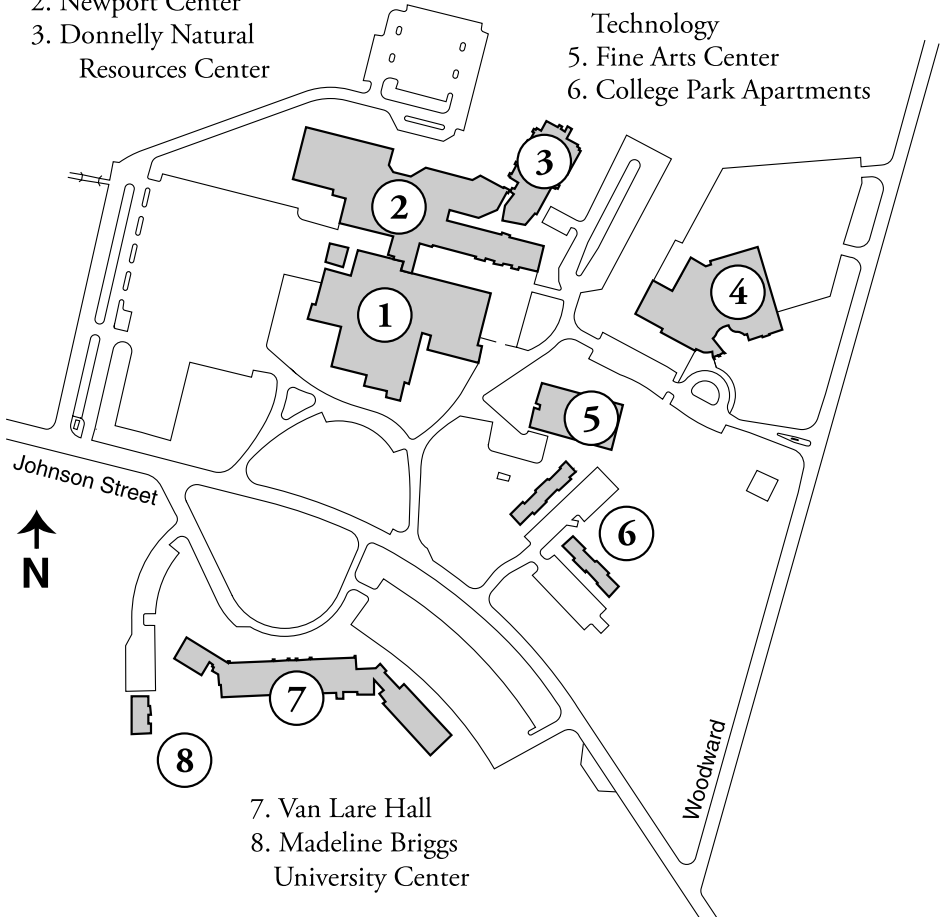 2. Newport Center
3. Donnelly Natural
Resources Center
Technology
5. Fine Arts Center
6. College Park Apartments
3
2
4
1
5
Johnson Street
6
N
7
Woodward
8
7. Van Lare Hall
8. Madeline Briggs
University Center